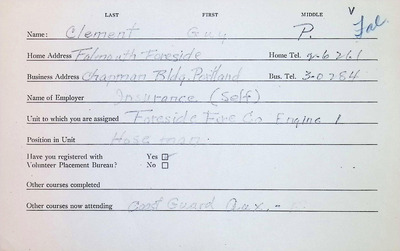 LAST FIRST MIDDLE
v Fal.
Name: Clement Guy P.
Home Address Falmouth Foreside Home Tel. 2-6261
Business Address Chapman Bldg. Portland Bus. Tel. 3-0784
Name of Employer Insurance (Self)
Unit to which you are assigned Foreside Fire Co Engine 1
Position in Unit Hose man.
Have you registered with Yes ☑
Volunteer Placement Bureau? No ☐
Other courses completed
Other courses now attending Coast Guard Aux. -